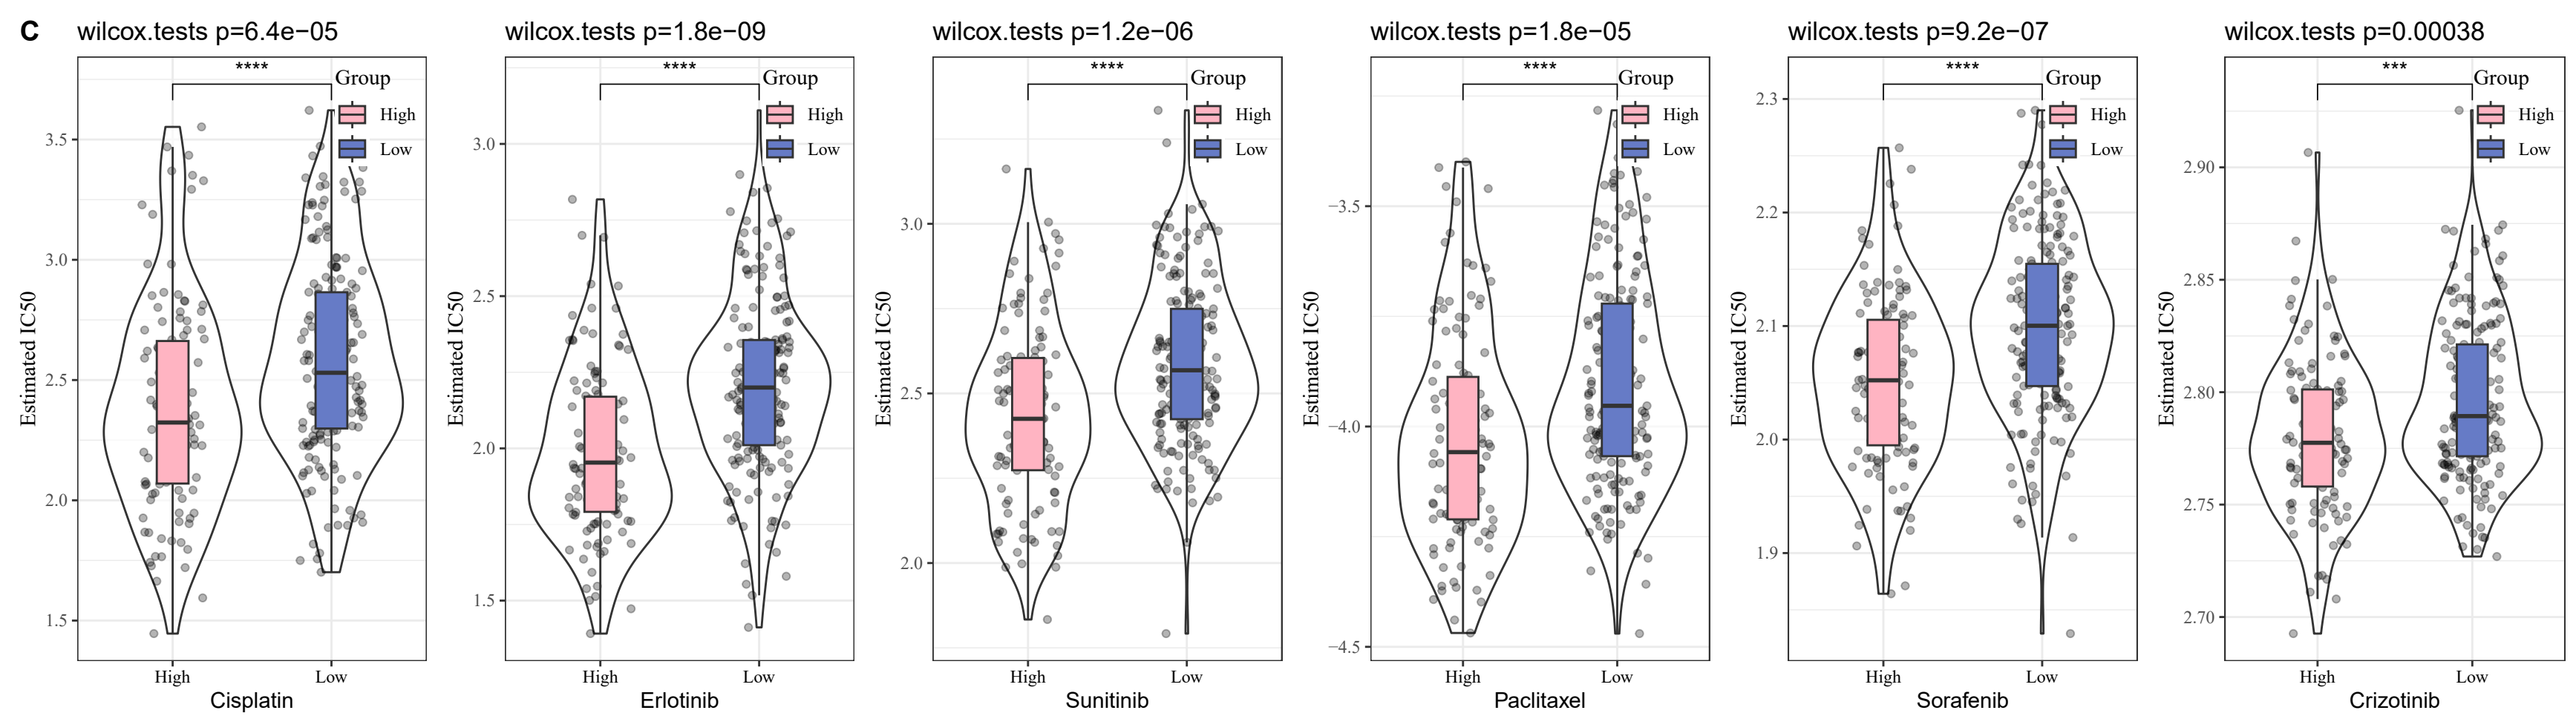 C
wilcox.tests p=6.4e−05
****
Group
High
Low
3.5
3.0
2.5
2.0
1.5
Estimated IC50
High Low
Cisplatin
wilcox.tests p=1.8e−09
****
Group
High
Low
3.0
2.5
2.0
1.5
Estimated IC50
High Low
Erlotinib
wilcox.tests p=1.2e−06
****
Group
High
Low
3.0
2.5
2.0
Estimated IC50
High Low
Sunitinib
wilcox.tests p=1.8e−05
****
Group
High
Low
−3.5
−4.0
−4.5
Estimated IC50
High Low
Paclitaxel
wilcox.tests p=9.2e−07
****
Group
High
Low
2.3
2.2
2.1
2.0
1.9
Estimated IC50
High Low
Sorafenib
wilcox.tests p=0.00038
***
Group
High
Low
2.90
2.85
2.80
2.75
2.70
Estimated IC50
High Low
Crizotinib